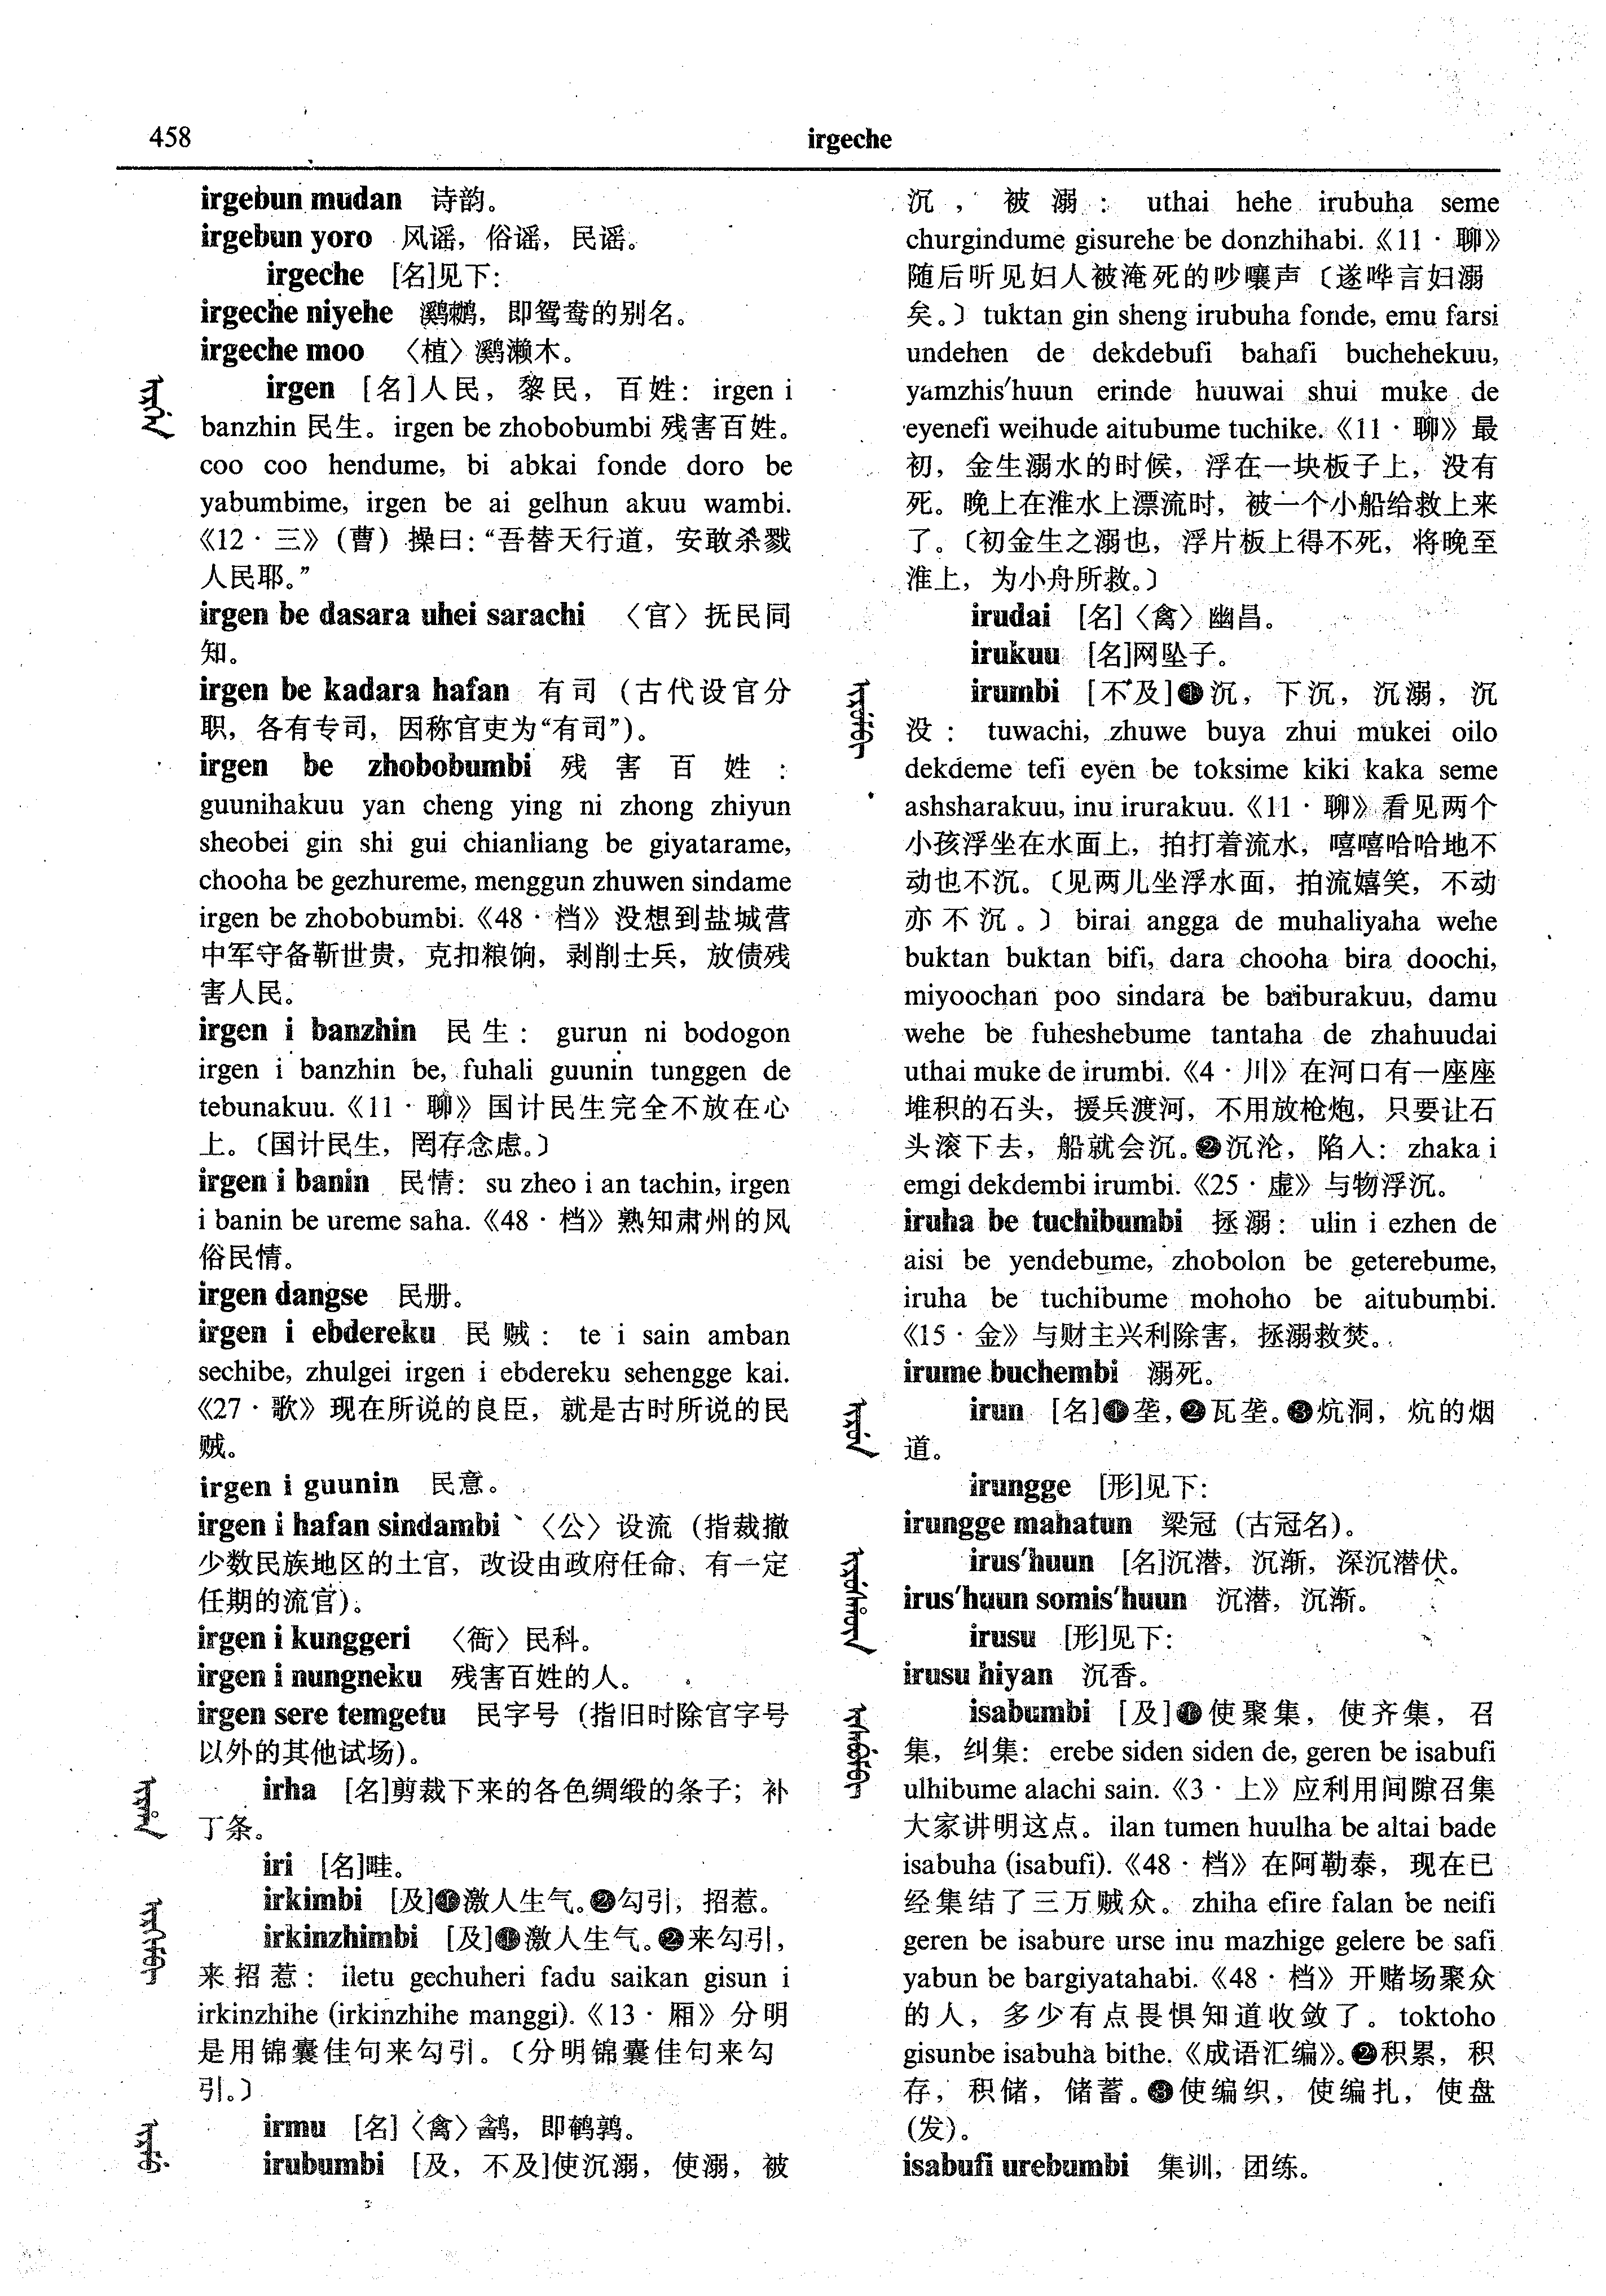 458
irgeche
irgebun mudan 诗韵。
irgebun yoro 风谣，俗谣，民谣。
irgeche [名]见下：
irgeche niyehe 鸂鶒，即鸳鸯的别名。
irgeche moo 〈植〉鸂濑木。
irgen [名]人民，黎民，百姓：irgen i
banzhin 民生。irgen be zhobobumbi 残害百姓。
coo coo hendume, bi abkai fonde doro be
yabumbime, irgen be ai gelhun akuu wambi.
《12·三》(曹）操曰：“吾替天行道，安敢杀戮
人民耶。”
irgen be dasara uhei sarachi 〈官〉抚民同
知。
irgen be kadara hafan 有司（古代设官分
职，各有专司，因称官吏为“有司”）。
irgen be zhobobumbi 残害百姓：
guunihakuu yan cheng ying ni zhong zhiyun
sheobei gin shi gui chianliang be giyatarame,
chooha be gezhureme, menggun zhuwen sindame
irgen be zhobobumbi.《48·档》没想到盐城营
中军守备靳世贵，克扣粮饷，剥削士兵，放债残
害人民。
irgen i banzhin 民生：gurun ni bodogon
irgen i banzhin be, fuhali guunin tunggen de
tebunakuu.《11·聊》国计民生完全不放在心
上。〔国计民生，罔存念虑。〕
irgen i banin 民情：su zheo i an tachin, irgen
i banin be ureme saha.《48·档》熟知肃州的风
俗民情。
irgen dangse 民册。
irgen i ebdereku 民贼：te i sain amban
sechibe, zhulgei irgen i ebdereku sehengge kai.
《27·歌》现在所说的良臣，就是古时所说的民
贼。
irgen i guunin 民意。
irgen i hafan sindambi 〈公〉设流（指裁撤
少数民族地区的土官，改设由政府任命、有一定
任期的流官）。
irgen i kunggeri 〈衙〉民科。
irgen i nungneku 残害百姓的人。
irgen sere temgetu 民字号（指旧时除官字号
以外的其他试场）。
irha [名]剪裁下来的各色绸缎的条子；补
丁条。
iri [名]畦。
irkimbi [及]❶激人生气。❷勾引，招惹。
irkinzhimbi [及]❶激人生气。❷来勾引，
来招惹：iletu gechuheri fadu saikan gisun i
irkinzhihe (irkinzhihe manggi).《13·厢》分明
是用锦囊佳句来勾引。〔分明锦囊佳句来勾
引。〕
irmu [名]〈禽〉鹌，即鹌鹑。
irubumbi [及，不及]使沉溺，使溺，被
沉，被溺：uthai hehe irubuha seme
churgindume gisurehe be donzhihabi.《11·聊》
随后听见妇人被淹死的吵嚷声〔遂哗言妇溺
矣。〕tuktan gin sheng irubuha fonde, emu farsi
undehen de dekdebufi bahafi buchehekuu,
yamzhis'huun erinde huuwai shui muke de
eyenefi weihude aitubume tuchike.《11·聊》最
初，金生溺水的时候，浮在一块板子上，没有
死。晚上在淮水上漂流时，被一个小船给救上来
了。〔初金生之溺也，浮片板上得不死，将晚至
淮上，为小舟所救。〕
irudai [名]〈禽〉幽昌。
irukuu [名]网坠子。
irumbi [不及]❶沉，下沉，沉溺，沉
没：tuwachi, zhuwe buya zhui mukei oilo
dekdeme tefi eyen be toksime kiki kaka seme
ashsharakuu, inu irurakuu.《11·聊》看见两个
小孩浮坐在水面上，拍打着流水，嘻嘻哈哈地不
动也不沉。〔见两儿坐浮水面，拍流嬉笑，不动
亦不沉。〕birai angga de muhaliyaha wehe
buktan buktan bifi, dara chooha bira doochi,
miyoochan poo sindara be baiburakuu, damu
wehe be fuheshebume tantaha de zhahuudai
uthai muke de irumbi.《4·川》在河口有一座座
堆积的石头，援兵渡河，不用放枪炮，只要让石
头滚下去，船就会沉。❷沉沦，陷入：zhaka i
emgi dekdembi irumbi.《25·虚》与物浮沉。
iruha be tuchibumbi 拯溺：ulin i ezhen de
aisi be yendebume, zhobolon be geterebume,
iruha be tuchibume mohoho be aitubumbi.
《15·金》与财主兴利除害，拯溺救焚。
irume buchembi 溺死。
irun [名]❶垄，❷瓦垄。❸炕洞，炕的烟
道。
irungge [形]见下：
irungge mahatun 梁冠（古冠名）。
irus'huun [名]沉潜，沉渐，深沉潜伏。
irus'huun somis'huun 沉潜，沉渐。
irusu [形]见下：
irusu hiyan 沉香。
isabumbi [及]❶使聚集，使齐集，召
集，纠集：erebe siden siden de, geren be isabufi
ulhibume alachi sain.《3·上》应利用间隙召集
大家讲明这点。ilan tumen huulha be altai bade
isabuha (isabufi).《48·档》在阿勒泰，现在已
经集结了三万贼众。zhiha efire falan be neifi
geren be isabure urse inu mazhige gelere be safi
yabun be bargiyatahabi.《48·档》开赌场聚众
的人，多少有点畏惧知道收敛了。toktoho
gisunbe isabuha bithe.《成语汇编》。❷积累，积
存，积储，储蓄。❸使编织，使编扎，使盘
（发）。
isabufi urebumbi 集训，团练。